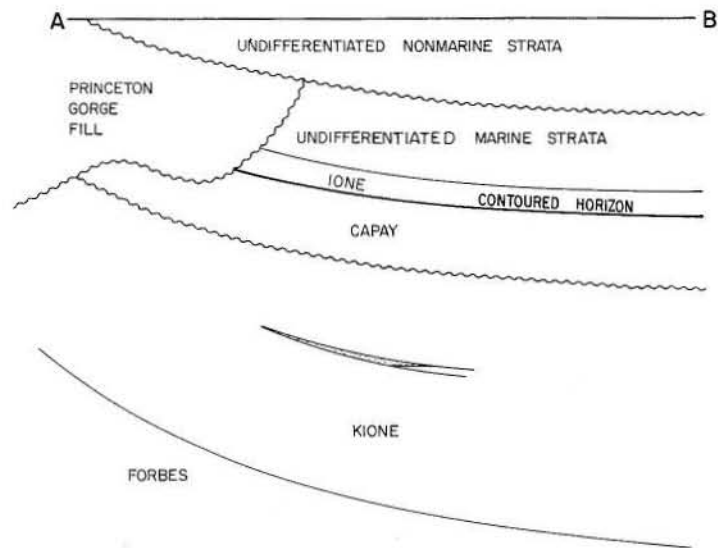 A B
UNDIFFERENTIATED NONMARINE STRATA
PRINCETON
GORGE
FILL
UNDIFFERENTIATED MARINE STRATA
IONE
CONTOURED HORIZON
CAPAY
KIONE
FORBES